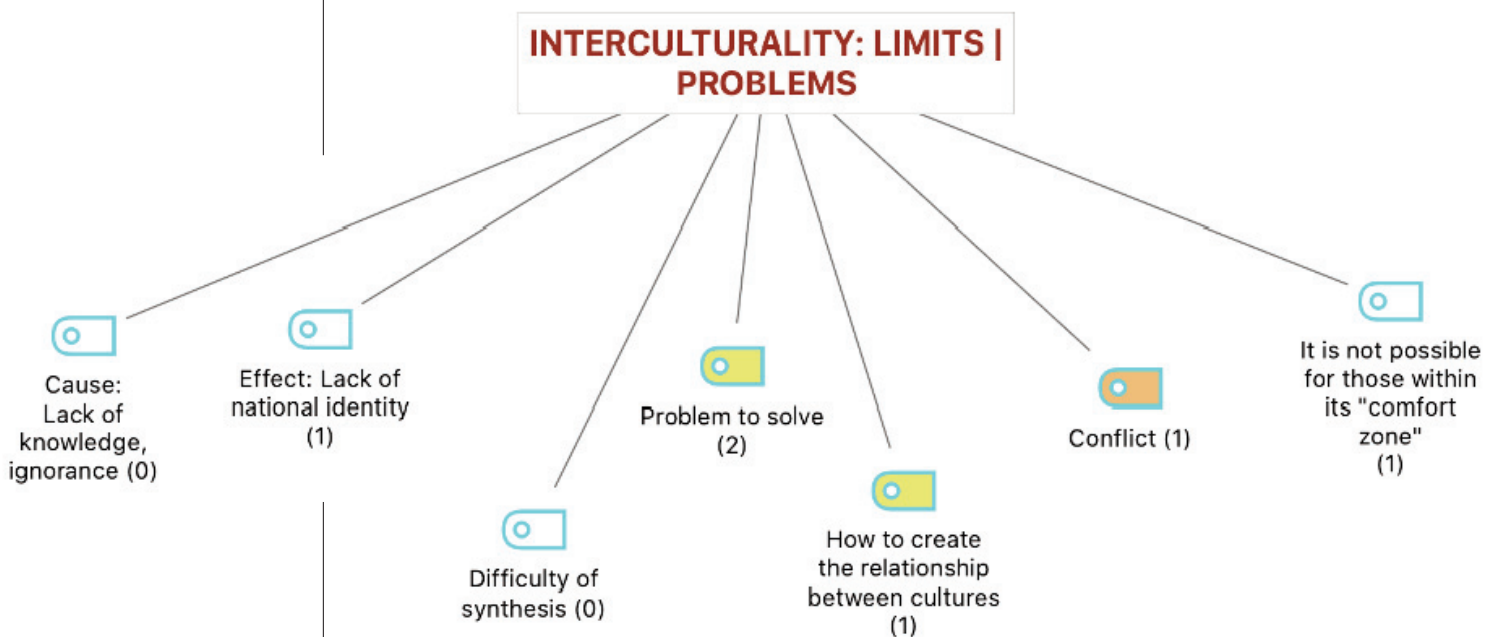 INTERCULTURALITY: LIMITS |
PROBLEMS
Cause:
Lack of
knowledge,
ignorance (0)
Effect: Lack of
national identity
(1)
Difficulty of
synthesis (0)
Problem to solve
(2)
How to create
the relationship
between cultures
(1)
Conflict (1)
It is not possible
for those within
its "comfort
zone"
(1)